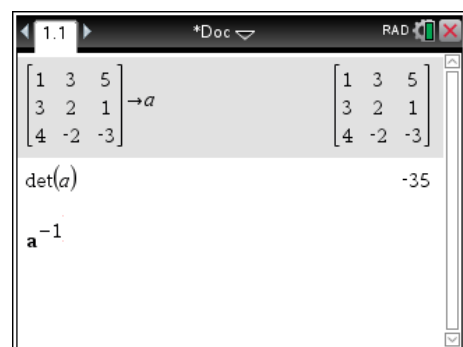 1.1 *Doc RAD
[1 3 5; 3 2 1; 4 -2 -3]→a [1 3 5; 3 2 1; 4 -2 -3]
det(a) -35
a⁻¹